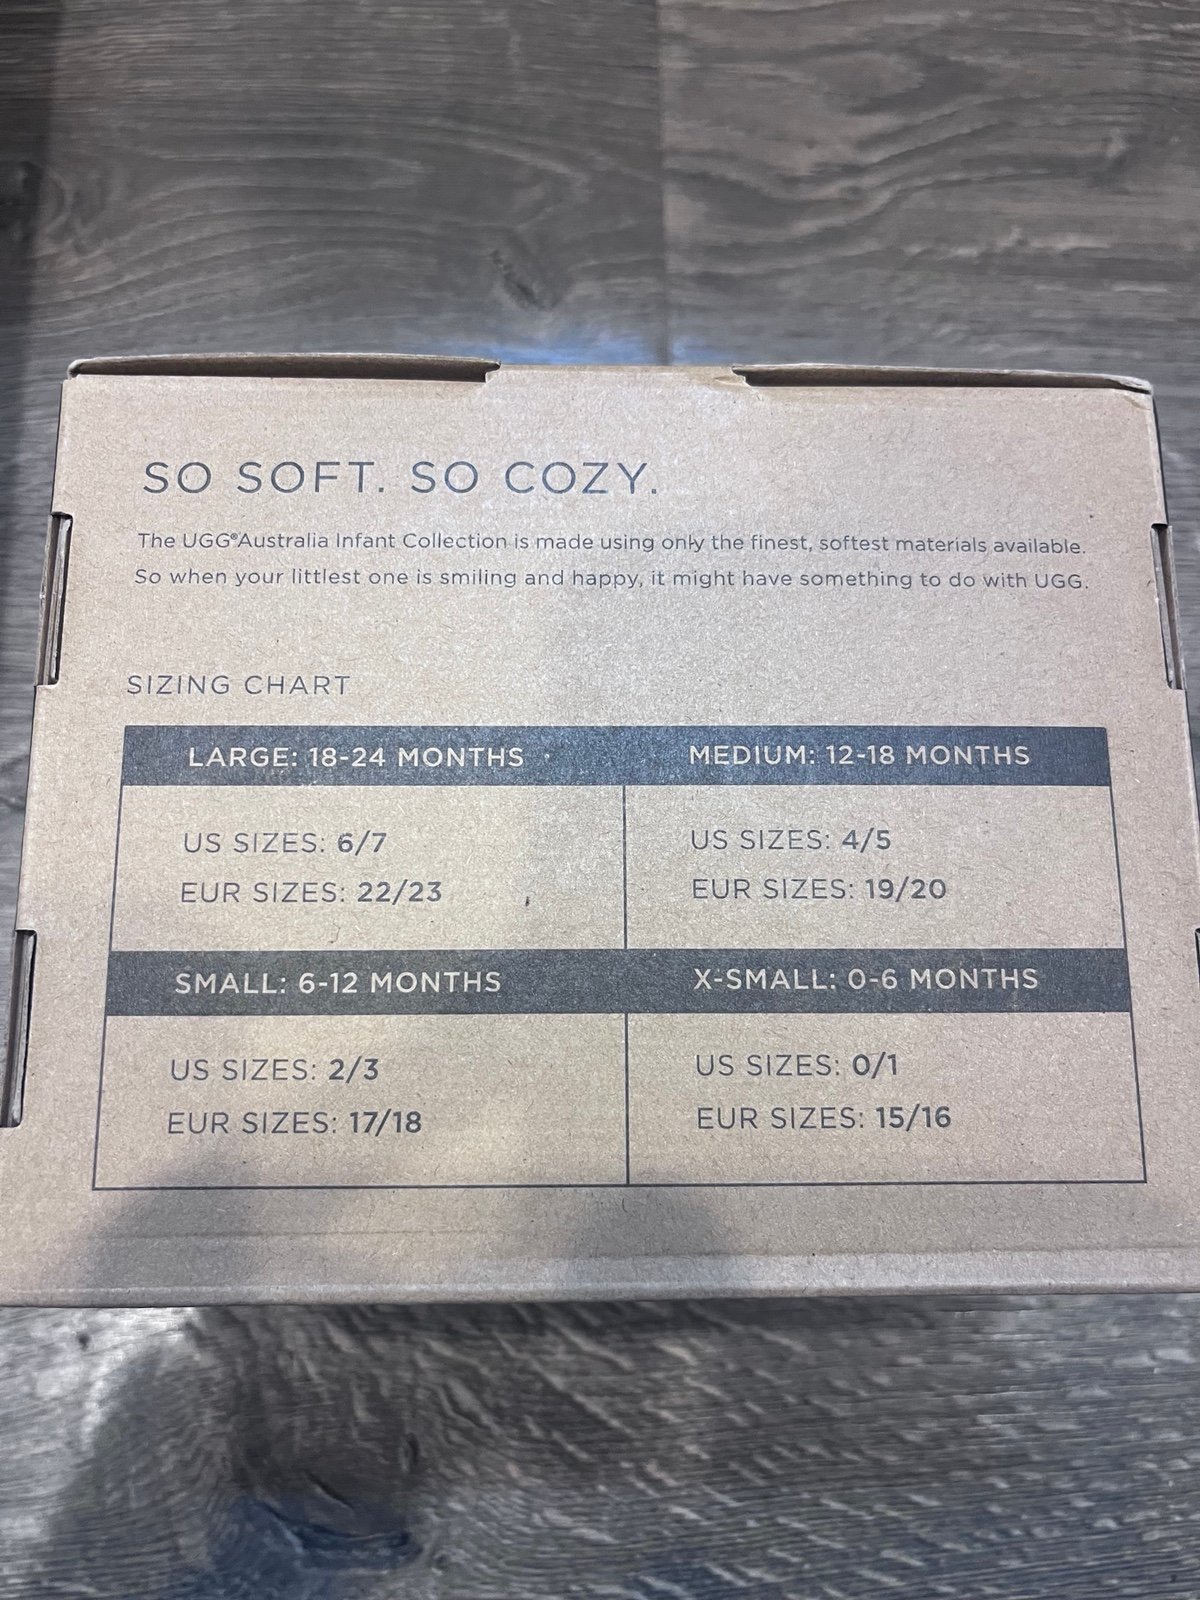 SO SOFT. SO COZY.
The UGG®Australia Infant Collection is made using only the finest, softest materials available.
So when your littlest one is smiling and happy, it might have something to do with UGG.
SIZING CHART
LARGE: 18-24 MONTHS
US SIZES: 6/7
EUR SIZES: 22/23
MEDIUM: 12-18 MONTHS
US SIZES: 4/5
EUR SIZES: 19/20
SMALL: 6-12 MONTHS
US SIZES: 2/3
EUR SIZES: 17/18
X-SMALL: 0-6 MONTHS
US SIZES: 0/1
EUR SIZES: 15/16